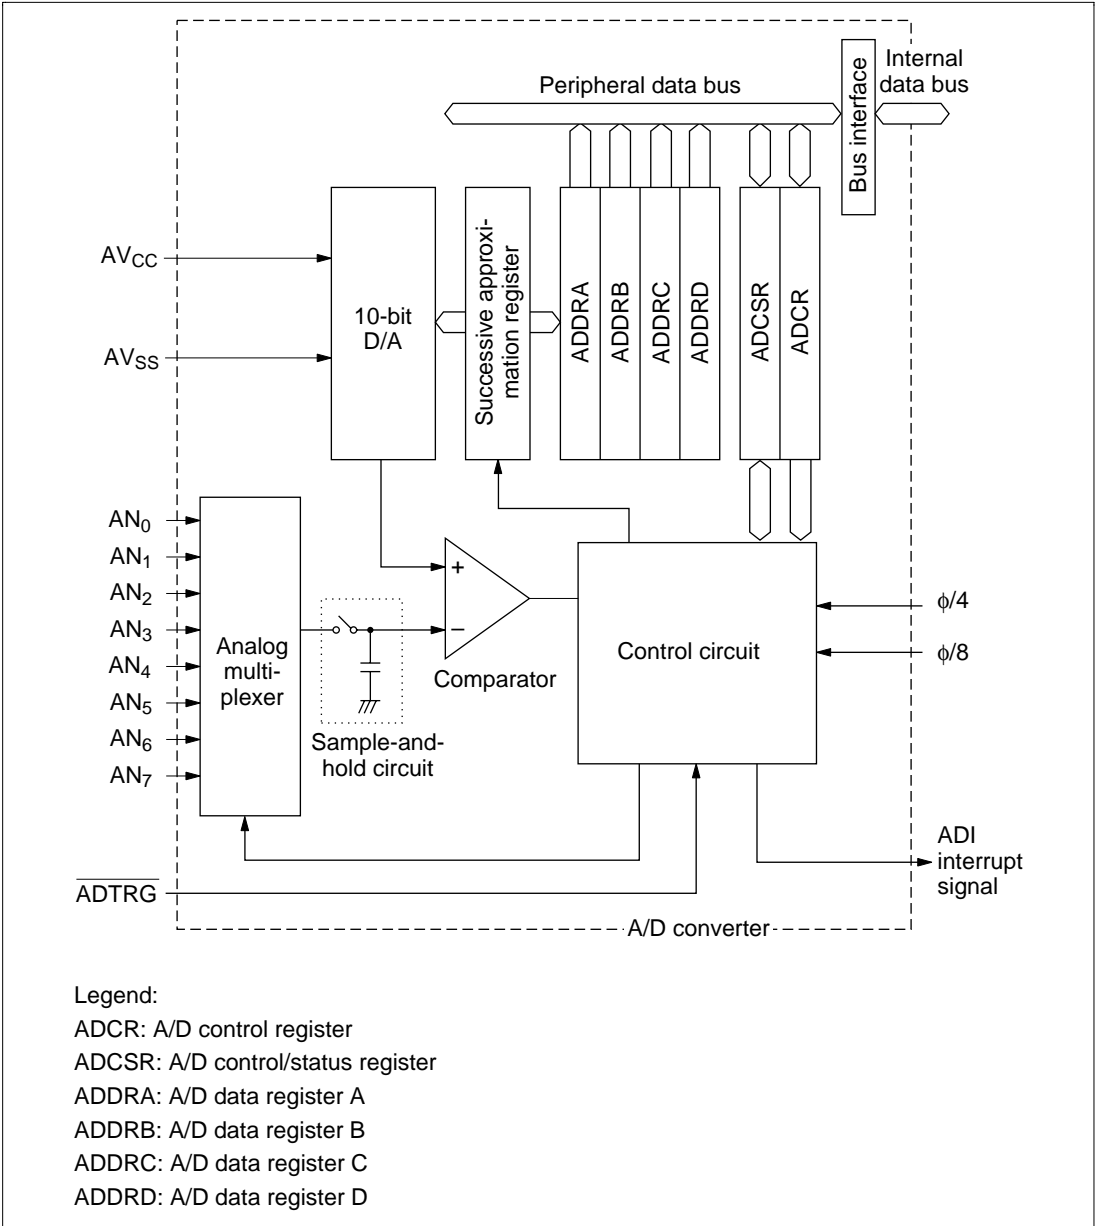 Internal
data bus
Peripheral data bus
Bus interface
AVCC
AVSS
10-bit
D/A
Successive approxi-
mation register
ADDRA
ADDRB
ADDRC
ADDRD
ADCSR
ADCR
AN0
AN1
AN2
AN3
AN4
AN5
AN6
AN7
Analog
multi-
plexer
+
−
Comparator
Sample-and-
hold circuit
Control circuit
ϕ/4
ϕ/8
ADI
interrupt
signal
ADTRG
A/D converter
Legend:
ADCR: A/D control register
ADCSR: A/D control/status register
ADDRA: A/D data register A
ADDRB: A/D data register B
ADDRC: A/D data register C
ADDRD: A/D data register D